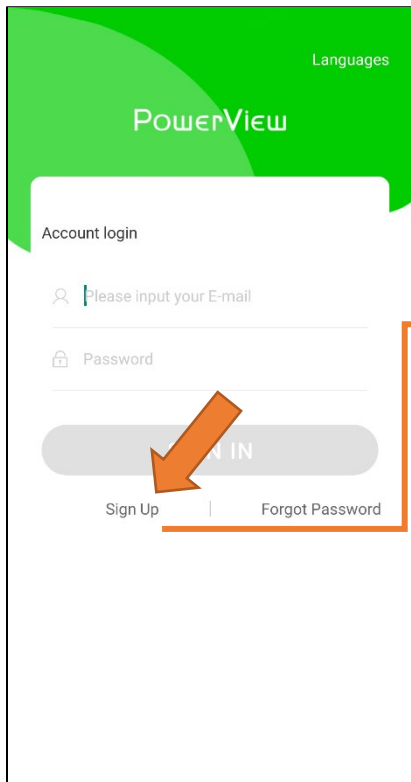 Languages
PowerView
Account login
Please input your E-mail
Password
N IN
Sign Up | Forgot Password